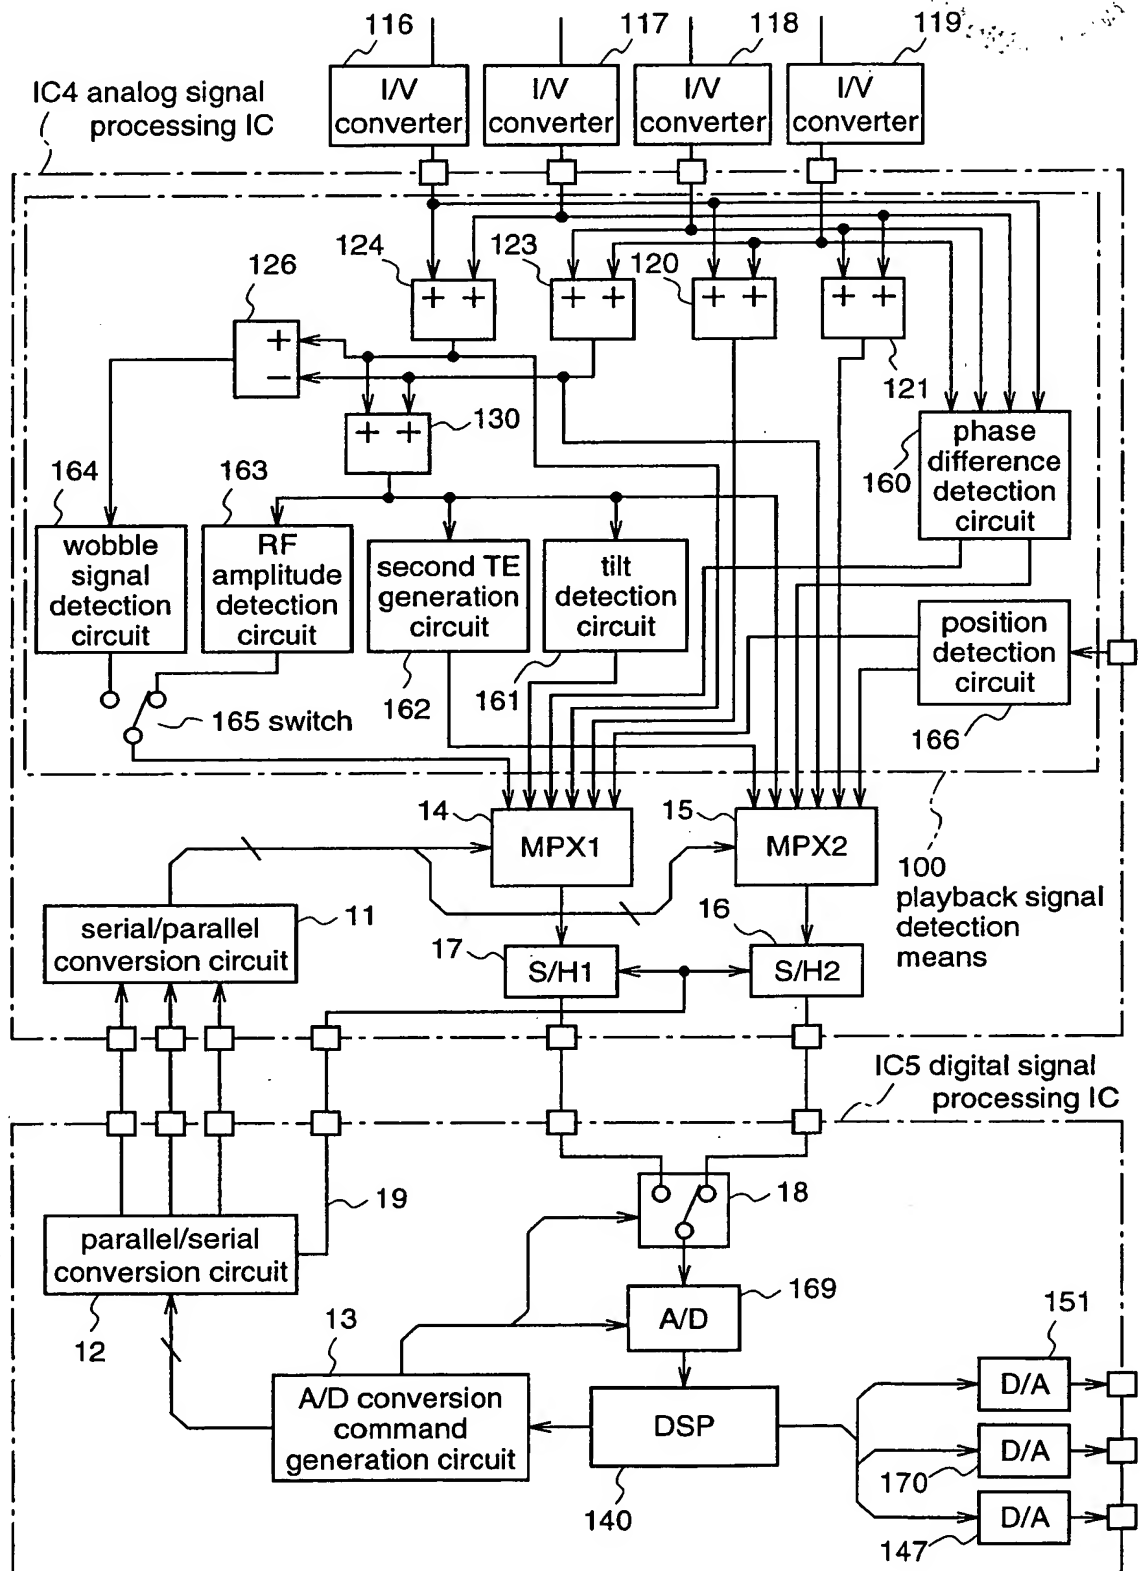 116
117
118
119
I/V
converter
I/V
converter
I/V
converter
I/V
converter
IC4 analog signal
processing IC
124
123
120
126
+ +
+ +
+ +
+ +
+
−
121
130
+ +
phase
difference
detection
circuit
160
164
163
wobble
signal
detection
circuit
RF
amplitude
detection
circuit
second TE
generation
circuit
tilt
detection
circuit
position
detection
circuit
162
161
165 switch
166
14
MPX1
15
MPX2
100
playback signal
detection
means
serial/parallel
conversion circuit
11
17
S/H1
16
S/H2
IC5 digital signal
processing IC
19
18
parallel/serial
conversion circuit
12
169
A/D
13
A/D conversion
command
generation circuit
DSP
140
151
D/A
D/A
170
D/A
147